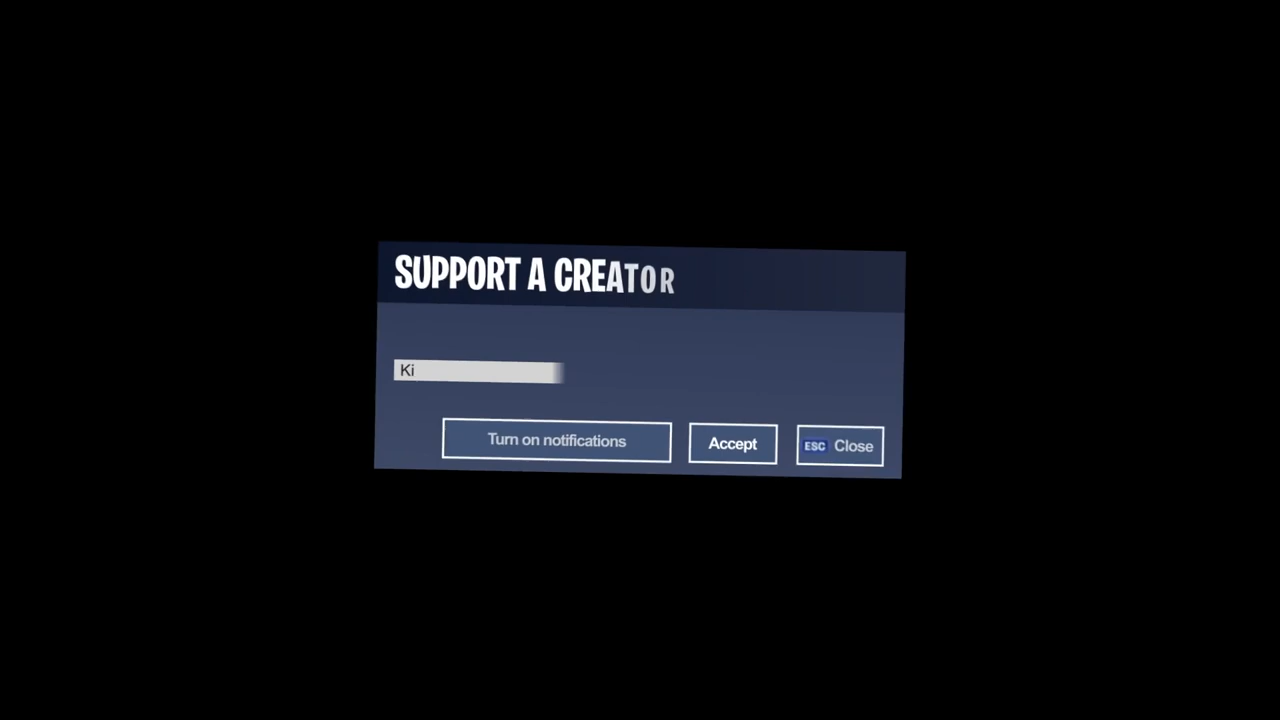 SUPPORT A CREATOR
Ki
Turn on notifications
Accept
ESC Close